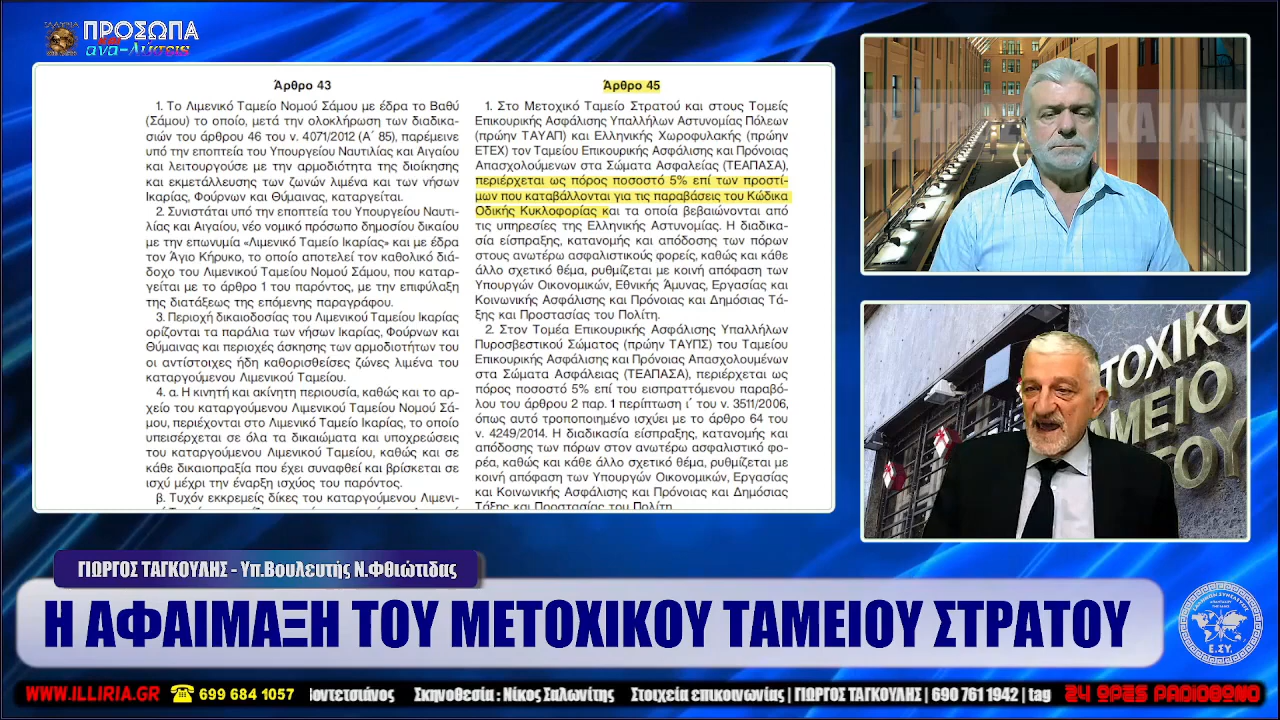 ΠΡΟΣΩΠΑ
ανα-λύσεις
Άρθρο 43
1. Το Λιμενικό Ταμείο Νομού Σάμου με έδρα το Βαθύ
(Σάμου) το οποίο, μετά την ολοκλήρωση των διαδικα-
σιών του άρθρου 46 του ν. 4071/2012 (Α΄ 85), παρέμεινε
υπό την εποπτεία του Υπουργείου Ναυτιλίας και Αιγαίου
και λειτουργούσε με την αρμοδιότητα της διοίκησης
και εκμετάλλευσης των ζωνών λιμένα και των νήσων
Ικαρίας, Φούρνων και Θύμαινας, καταργείται.
2. Συνιστάται υπό την εποπτεία του Υπουργείου Ναυτι-
λίας και Αιγαίου, νέο νομικό πρόσωπο δημοσίου δικαίου
με την επωνυμία «Λιμενικό Ταμείο Ικαρίας» και με έδρα
τον Άγιο Κήρυκο, το οποίο αποτελεί τον καθολικό διά-
δοχο του Λιμενικού Ταμείου Νομού Σάμου, που καταρ-
γείται με το άρθρο 1 του παρόντος, με την επιφύλαξη
της διατάξεως της επόμενης παραγράφου.
3. Περιοχή δικαιοδοσίας του Λιμενικού Ταμείου Ικαρίας
ορίζονται τα παράλια των νήσων Ικαρίας, Φούρνων και
Θύμαινας και περιοχές άσκησης των αρμοδιοτήτων του
οι αντίστοιχες ήδη καθορισθείσες ζώνες λιμένα του
καταργούμενου Λιμενικού Ταμείου.
4. α. Η κινητή και ακίνητη περιουσία, καθώς και το αρ-
χείο του καταργούμενου Λιμενικού Ταμείου Νομού Σά-
μου, περιέχονται στο Λιμενικό Ταμείο Ικαρίας, το οποίο
υπεισέρχεται σε όλα τα δικαιώματα και υποχρεώσεις
του καταργούμενου Λιμενικού Ταμείου, καθώς και σε
κάθε δικαιοπραξία που έχει συναφθεί και βρίσκεται σε
ισχύ μέχρι την έναρξη ισχύος του παρόντος.
β. Τυχόν εκκρεμείς δίκες του καταργούμενου Λιμενι-
Άρθρο 45
1. Στο Μετοχικό Ταμείο Στρατού και στους Τομείς
Επικουρικής Ασφάλισης Υπαλλήλων Αστυνομίας Πόλεων
(πρώην ΤΑΥΑΠ) και Ελληνικής Χωροφυλακής (πρώην
ΕΤΕΧ) του Ταμείου Επικουρικής Ασφάλισης και Πρόνοιας
Απασχολούμενων στα Σώματα Ασφαλείας (ΤΕΑΠΑΣΑ),
περιέρχεται ως πόρος ποσοστό 5% επί των προστί-
μων που καταβάλλονται για τις παραβάσεις του Κώδικα
Οδικής Κυκλοφορίας και τα οποία βεβαιώνονται από
τις υπηρεσίες της Ελληνικής Αστυνομίας. Η διαδικα-
σία είσπραξης, κατανομής και απόδοσης των πόρων
στους ανωτέρω ασφαλιστικούς φορείς, καθώς και κάθε
άλλο σχετικό θέμα, ρυθμίζεται με κοινή απόφαση των
Υπουργών Οικονομικών, Εθνικής Άμυνας, Εργασίας και
Κοινωνικής Ασφάλισης και Πρόνοιας και Δημόσιας Τά-
ξης και Προστασίας του Πολίτη.
2. Στον Τομέα Επικουρικής Ασφάλισης Υπαλλήλων
Πυροσβεστικού Σώματος (πρώην ΤΑΥΠΣ) του Ταμείου
Επικουρικής Ασφάλισης και Πρόνοιας Απασχολουμένων
στα Σώματα Ασφάλειας (ΤΕΑΠΑΣΑ), περιέρχεται ως
πόρος ποσοστό 5% επί του εισπραττόμενου παραβό-
λου του άρθρου 2 παρ. 1 περίπτωση ι΄ του ν. 3511/2006,
όπως αυτό τροποποιημένο ισχύει με το άρθρο 64 του
ν. 4249/2014. Η διαδικασία είσπραξης, κατανομής και
απόδοσης των πόρων στον ανωτέρω ασφαλιστικό φο-
ρέα, καθώς και κάθε άλλο σχετικό θέμα, ρυθμίζεται με
κοινή απόφαση των Υπουργών Οικονομικών, Εργασίας
και Κοινωνικής Ασφάλισης και Πρόνοιας και Δημόσιας
Τάξης και Προστασίας του Πολίτη.
ΚΑΙ ΑΝΑ
ΜΕΤΟΧΙΚΟ
ΤΑΜΕΙΟ
ΓΙΩΡΓΟΣ ΤΑΓΚΟΥΛΗΣ - Υπ.Βουλευτής Ν.Φθιώτιδας
Η ΑΦΑΙΜΑΞΗ ΤΟΥ ΜΕΤΟΧΙΚΟΥ ΤΑΜΕΙΟΥ ΣΤΡΑΤΟΥ
Ε.ΣΥ.
WWW.ILLIRIA.GR ☎ 699 684 1057 Βοντετσιάνος Σκηνοθεσία : Νίκος Σαλωνίτης Στοιχεία επικοινωνίας | ΓΙΩΡΓΟΣ ΤΑΓΚΟΥΛΗΣ | 690 761 1942 | tag 24 ΩΡΕΣ ΡΑΔΙΟΦΩΝΟ